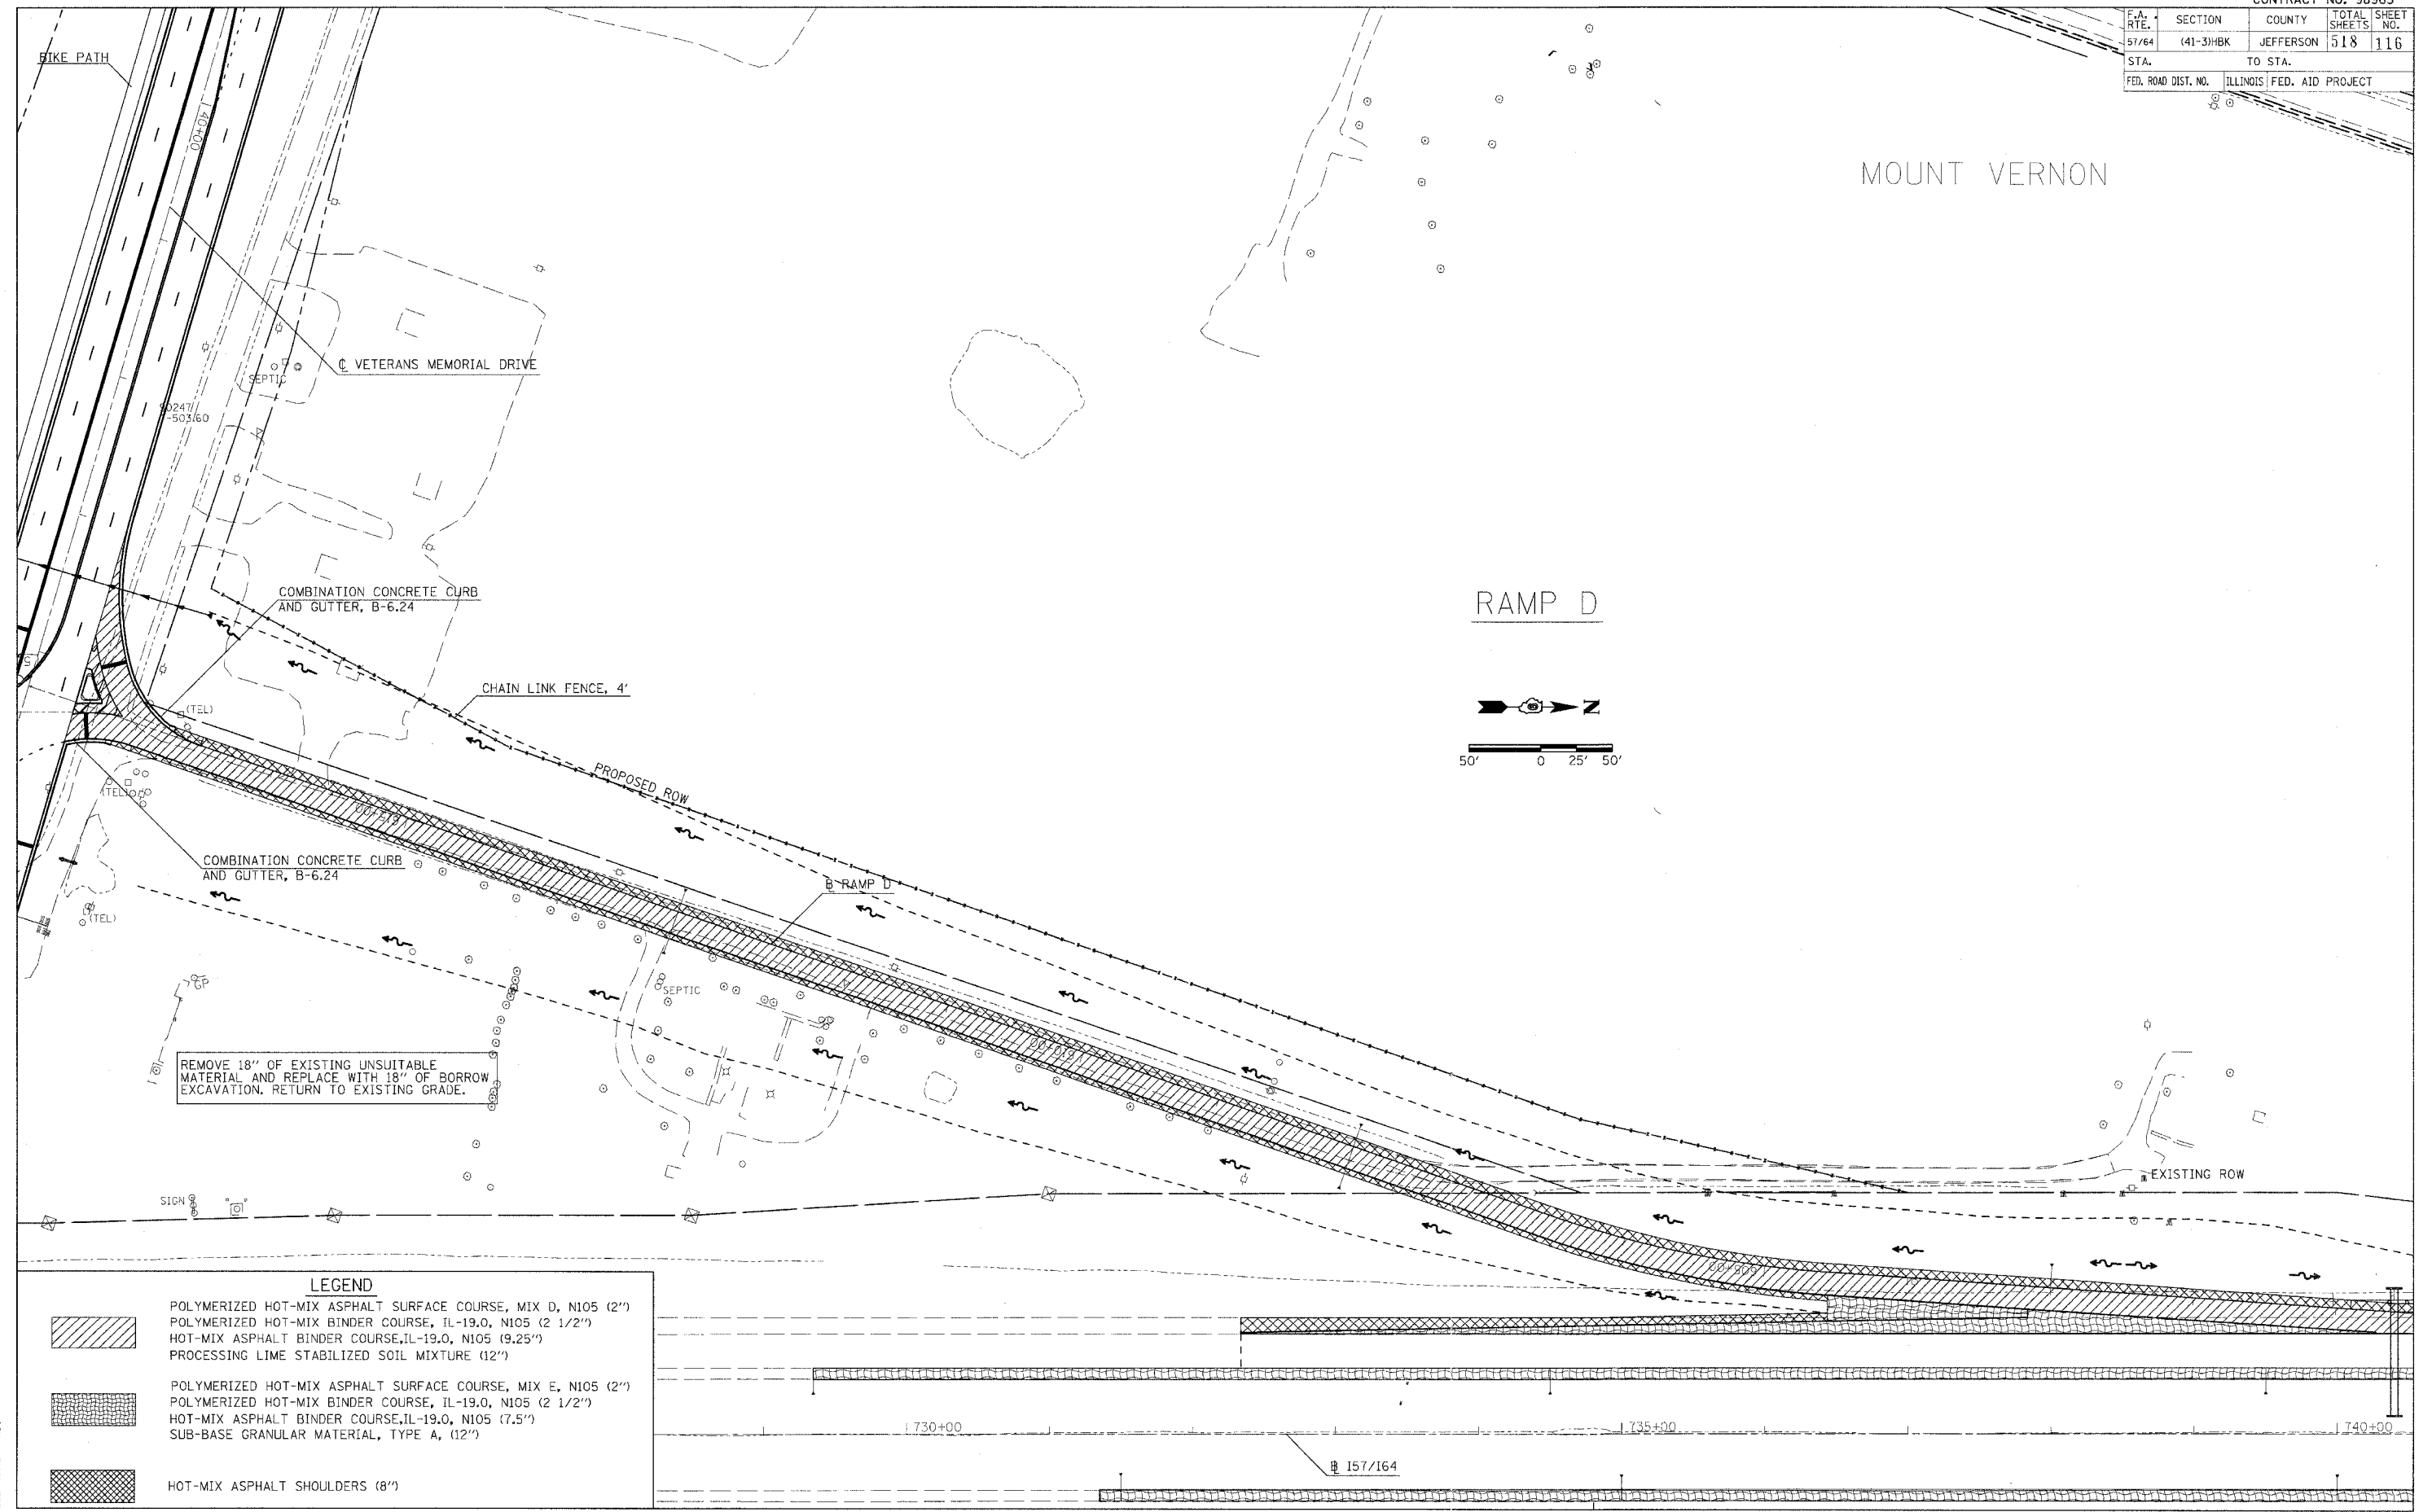 CONTRACT NO. 98963
F.A. RTE. SECTION COUNTY TOTAL SHEETS SHEET NO.
57/64 (41-3)HBK JEFFERSON 518 116
STA. TO STA.
FED. ROAD DIST. NO. ILLINOIS FED. AID PROJECT
BIKE PATH
140+00
MOUNT VERNON
℄ VETERANS MEMORIAL DRIVE
SEPTIC
-503.60
COMBINATION CONCRETE CURB
AND GUTTER, B-6.24
RAMP D
CHAIN LINK FENCE, 4'
N
(TEL)
50' 0 25' 50'
PROPOSED ROW
(TEL)
615+00
COMBINATION CONCRETE CURB
AND GUTTER, B-6.24
B RAMP D
(TEL)
GP
SEPTIC
610+00
REMOVE 18" OF EXISTING UNSUITABLE
MATERIAL AND REPLACE WITH 18" OF BORROW
EXCAVATION. RETURN TO EXISTING GRADE.
EXISTING ROW
SIGN
LEGEND
POLYMERIZED HOT-MIX ASPHALT SURFACE COURSE, MIX D, N105 (2")
POLYMERIZED HOT-MIX BINDER COURSE, IL-19.0, N105 (2 1/2")
HOT-MIX ASPHALT BINDER COURSE,IL-19.0, N105 (9.25")
PROCESSING LIME STABILIZED SOIL MIXTURE (12")
POLYMERIZED HOT-MIX ASPHALT SURFACE COURSE, MIX E, N105 (2")
POLYMERIZED HOT-MIX BINDER COURSE, IL-19.0, N105 (2 1/2")
HOT-MIX ASPHALT BINDER COURSE,IL-19.0, N105 (7.5")
SUB-BASE GRANULAR MATERIAL, TYPE A, (12")
HOT-MIX ASPHALT SHOULDERS (8")
730+00
735+00
740+00
B I57/I64